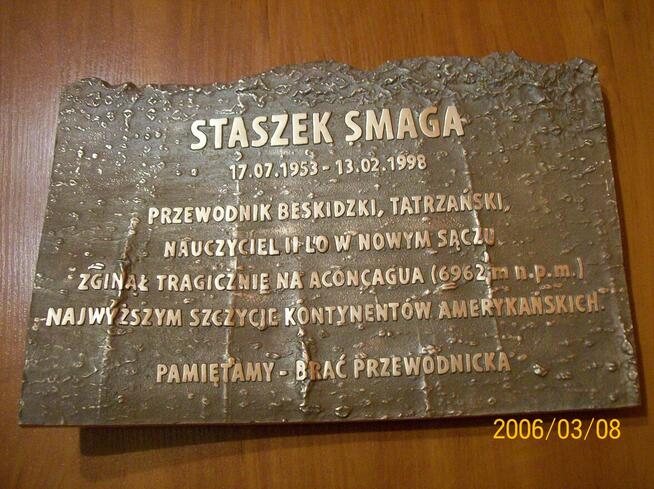 STASZEK SMAGA
17.07.1953 - 13.02.1998
PRZEWODNIK BESKIDZKI, TATRZAŃSKI,
NAUCZYCIEL II LO W NOWYM SĄCZU
ZGINĄŁ TRAGICZNIE NA ACONCAGUA (6962 m n.p.m.)
NAJWYŻSZYM SZCZYCIE KONTYNENTÓW AMERYKAŃSKICH
PAMIĘTAMY - BRAĆ PRZEWODNICKA
2006/03/08